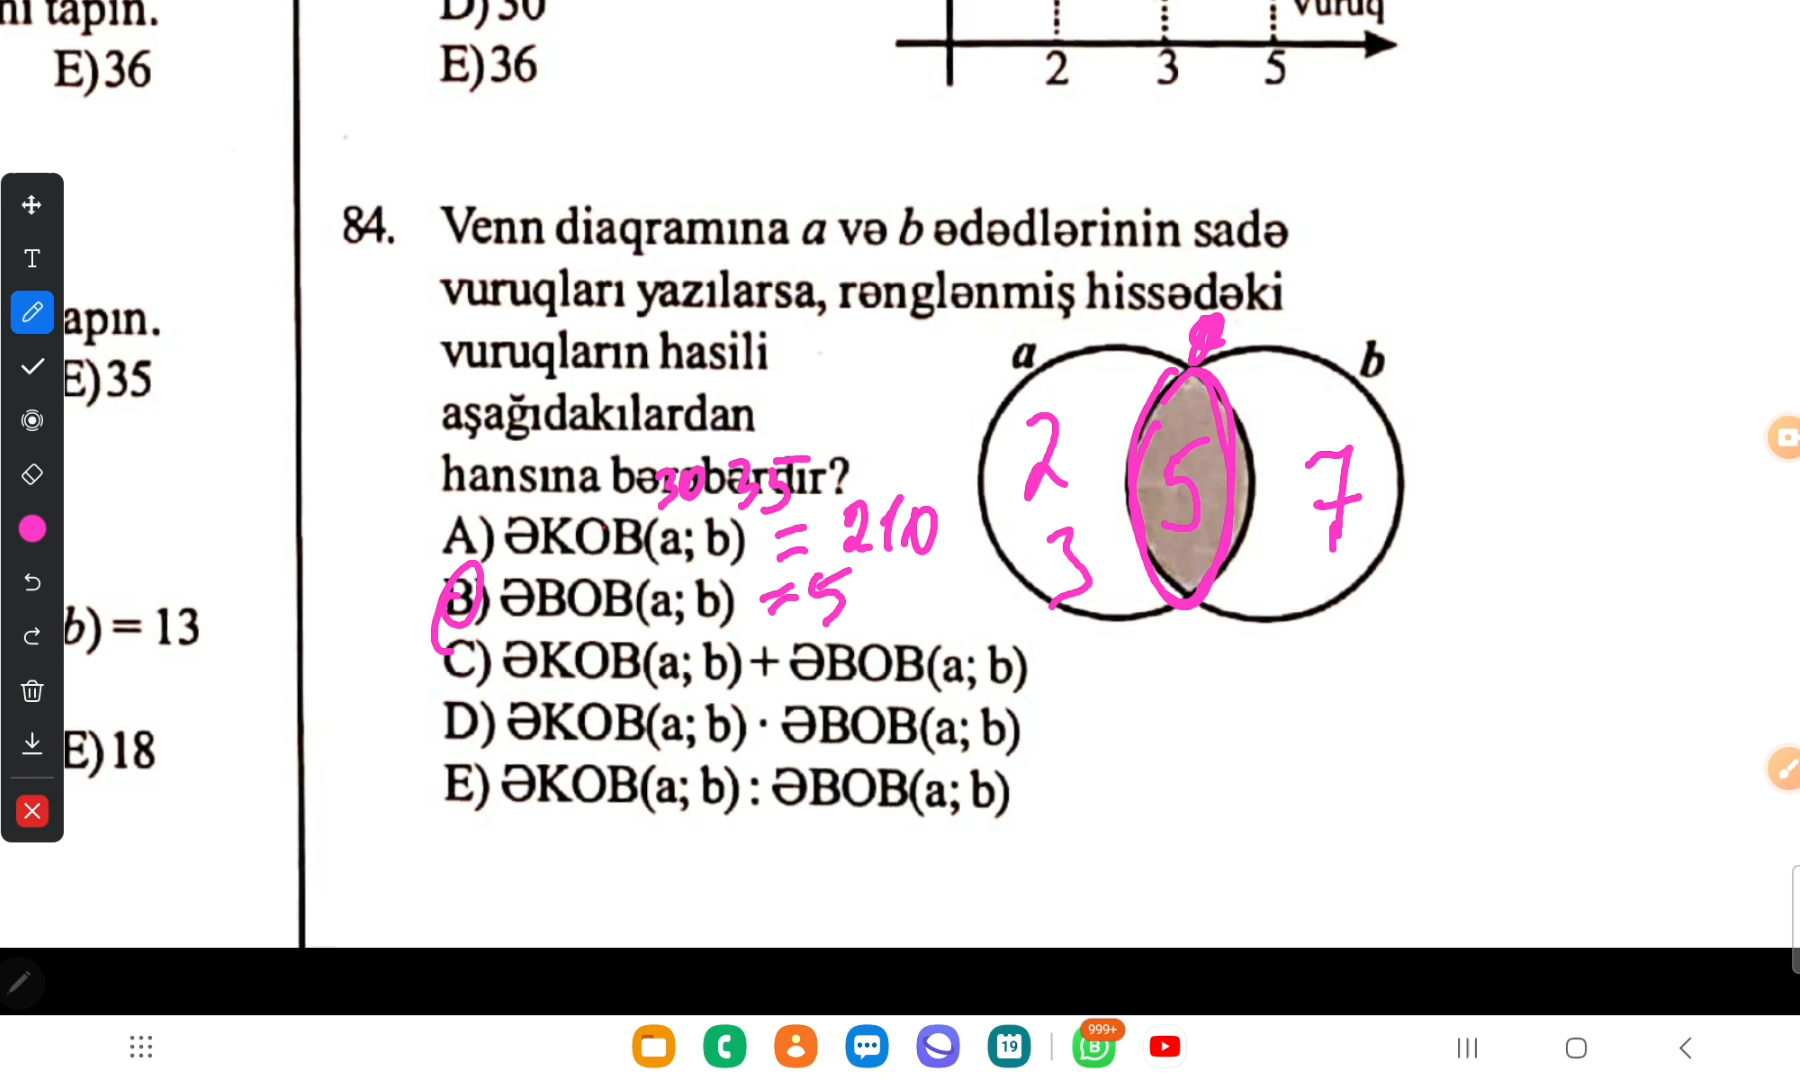 nı tapın.
E)36
apın.
E)35
b) = 13
E)18
D)30
E)36
vuruq
2 3 5
84. Venn diaqramına a və b ədədlərinin sadə
vuruqları yazılarsa, rənglənmiş hissədəki
vuruqların hasili
aşağıdakılardan
hansına bərabərdir?
30 35
A) ƏKOB(a; b) = 210
B) ƏBOB(a; b) = 5
C) ƏKOB(a; b) + ƏBOB(a; b)
D) ƏKOB(a; b) · ƏBOB(a; b)
E) ƏKOB(a; b) : ƏBOB(a; b)
a b
2 5 7
3
T
19
999+
B